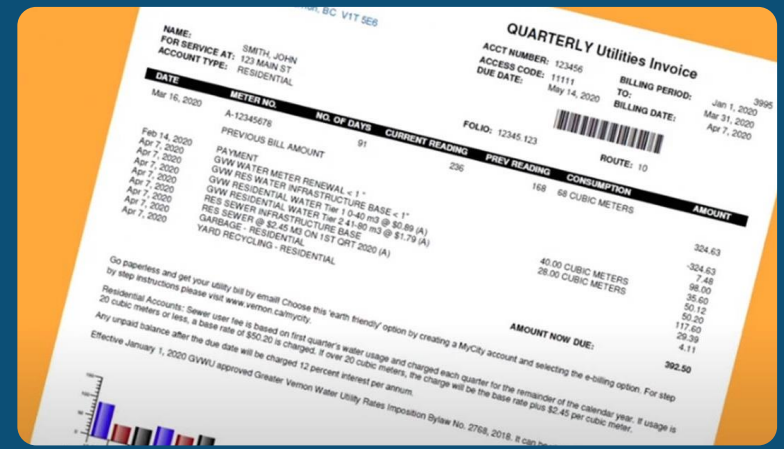 on, BC V1T 5E6
QUARTERLY Utilities Invoice
NAME: SMITH, JOHN
FOR SERVICE AT: 123 MAIN ST
ACCOUNT TYPE: RESIDENTIAL
ACCT NUMBER: 123456
ACCESS CODE: 11111
DUE DATE: May 14, 2020
3995
BILLING PERIOD: Jan 1, 2020
TO: Mar 31, 2020
BILLING DATE: Apr 7, 2020
FOLIO: 12345.123
ROUTE: 10
DATE METER NO. NO. OF DAYS CURRENT READING PREV READING CONSUMPTION AMOUNT
Mar 16, 2020 A-12345678 91 236 168 68 CUBIC METERS
PREVIOUS BILL AMOUNT 324.63
Feb 14, 2020 PAYMENT -324.63
Apr 7, 2020 GVW WATER METER RENEWAL < 1" 7.48
Apr 7, 2020 GVW RES WATER INFRASTRUCTURE BASE < 1" 98.00
Apr 7, 2020 GVW RESIDENTIAL WATER Tier 1 0-40 m3 @ $0.89 (A) 40.00 CUBIC METERS 35.60
Apr 7, 2020 GVW RESIDENTIAL WATER Tier 2 41-80 m3 @ $1.79 (A) 28.00 CUBIC METERS 50.12
Apr 7, 2020 RES SEWER INFRASTRUCTURE BASE 50.20
Apr 7, 2020 RES SEWER @ $2.45 M3 ON 1ST QRT 2020 (A) 117.60
Apr 7, 2020 GARBAGE - RESIDENTIAL 29.39
Apr 7, 2020 YARD RECYCLING - RESIDENTIAL 4.11
AMOUNT NOW DUE: 392.50
Go paperless and get your utility bill by email! Choose this 'earth friendly' option by creating a MyCity account and selecting the e-billing option. For step
by step instructions please visit www.vernon.ca/mycity.
Residential Accounts: Sewer user fee is based on first quarter's water usage and charged each quarter for the remainder of the calendar year. If usage is
20 cubic meters or less, a base rate of $50.20 is charged. If over 20 cubic meters, the charge will be the base rate plus $2.45 per cubic meter.
Any unpaid balance after the due date will be charged 12 percent interest per annum.
Effective January 1, 2020 GVWU approved Greater Vernon Water Utility Rates Imposition Bylaw No. 2768, 2018. It can be